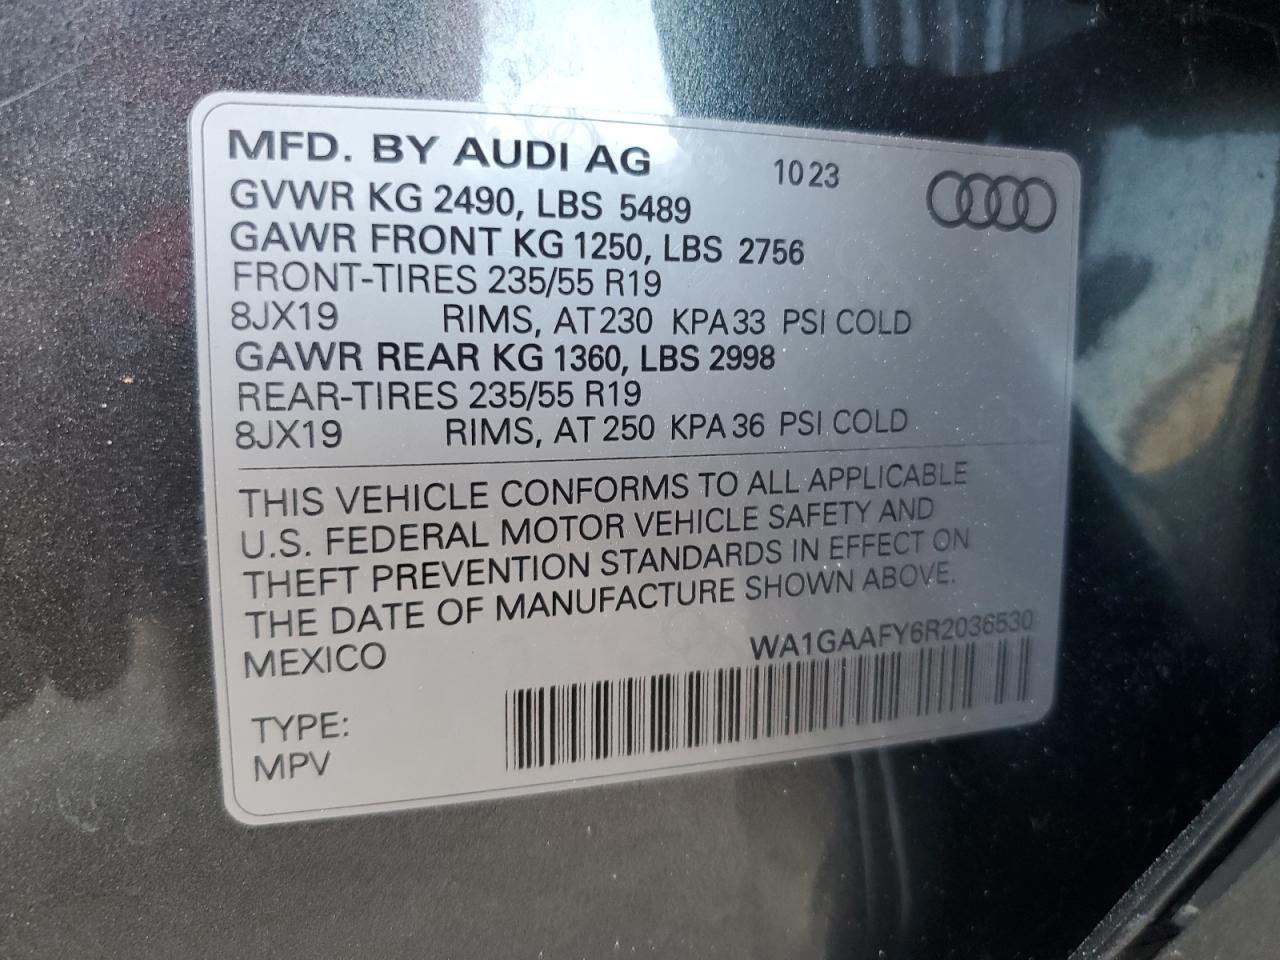 MFD. BY AUDI AG 10 23
GVWR KG 2490, LBS 5489
GAWR FRONT KG 1250, LBS 2756
FRONT-TIRES 235/55 R19
8JX19 RIMS, AT 230 KPA 33 PSI COLD
GAWR REAR KG 1360, LBS 2998
REAR-TIRES 235/55 R19
8JX19 RIMS, AT 250 KPA 36 PSI COLD
THIS VEHICLE CONFORMS TO ALL APPLICABLE
U.S. FEDERAL MOTOR VEHICLE SAFETY AND
THEFT PREVENTION STANDARDS IN EFFECT ON
THE DATE OF MANUFACTURE SHOWN ABOVE.
MEXICO WA1GAAFY6R2036530
TYPE:
MPV